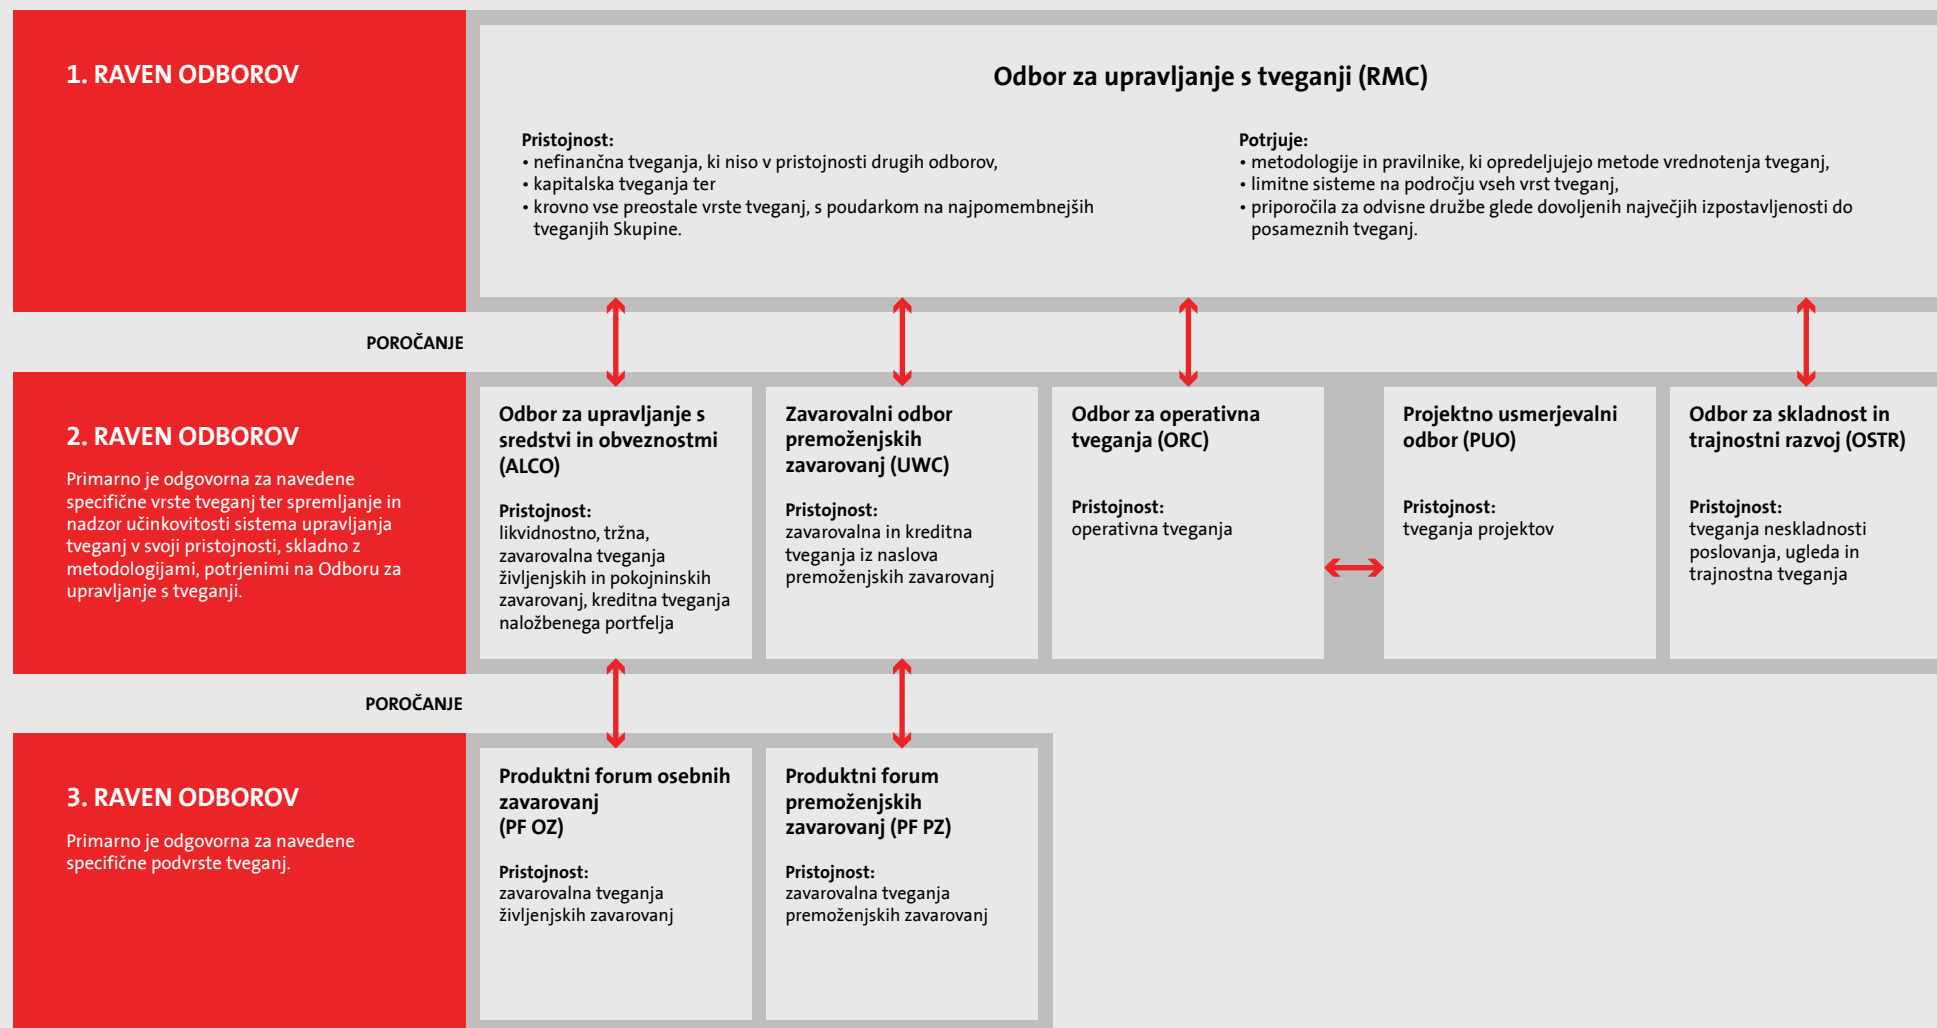 1. RAVEN ODBOROV
Odbor za upravljanje s tveganji (RMC)
Pristojnost:
• nefinančna tveganja, ki niso v pristojnosti drugih odborov,
• kapitalska tveganja ter
• krovno vse preostale vrste tveganj, s poudarkom na najpomembnejših
tveganjih Skupine.
Potrjuje:
• metodologije in pravilnike, ki opredeljujejo metode vrednotenja tveganj,
• limitne sisteme na področju vseh vrst tveganj,
• priporočila za odvisne družbe glede dovoljenih največjih izpostavljenosti do
posameznih tveganj.
POROČANJE
2. RAVEN ODBOROV
Primarno je odgovorna za navedene
specifične vrste tveganj ter spremljanje in
nadzor učinkovitosti sistema upravljanja
tveganj v svoji pristojnosti, skladno z
metodologijami, potrjenimi na Odboru za
upravljanje s tveganji.
Odbor za upravljanje s
sredstvi in obveznostmi
(ALCO)
Pristojnost:
likvidnostno, tržna,
zavarovalna tveganja
življenjskih in pokojninskih
zavarovanj, kreditna tveganja
naložbenega portfelja
Zavarovalni odbor
premoženjskih
zavarovanj (UWC)
Pristojnost:
zavarovalna in kreditna
tveganja iz naslova
premoženjskih zavarovanj
Odbor za operativna
tveganja (ORC)
Pristojnost:
operativna tveganja
Projektno usmerjevalni
odbor (PUO)
Pristojnost:
tveganja projektov
Odbor za skladnost in
trajnostni razvoj (OSTR)
Pristojnost:
tveganja neskladnosti
poslovanja, ugleda in
trajnostna tveganja
POROČANJE
3. RAVEN ODBOROV
Primarno je odgovorna za navedene
specifične podvrste tveganj.
Produktni forum osebnih
zavarovanj
(PF OZ)
Pristojnost:
zavarovalna tveganja
življenjskih zavarovanj
Produktni forum
premoženjskih
zavarovanj (PF PZ)
Pristojnost:
zavarovalna tveganja
premoženjskih zavarovanj